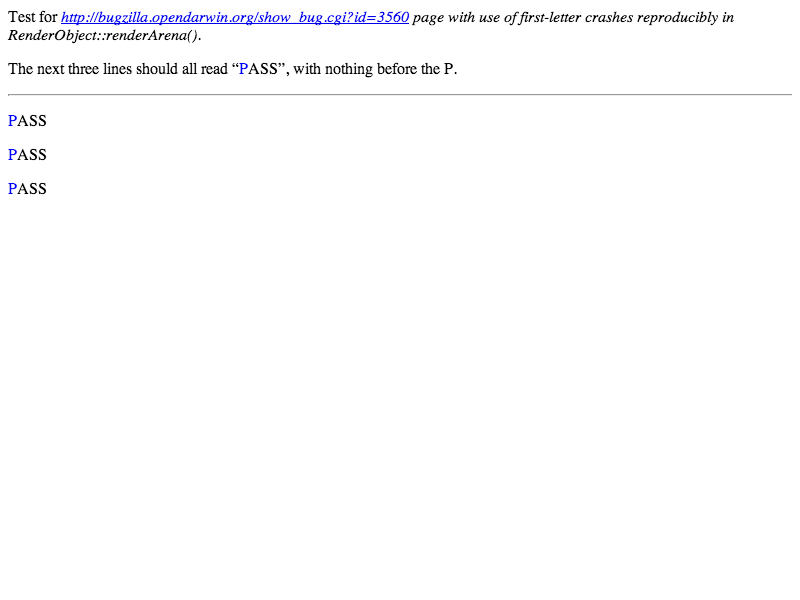 Test for http://bugzilla.opendarwin.org/show_bug.cgi?id=3560 page with use of first-letter crashes reproducibly in
RenderObject::renderArena().
The next three lines should all read “PASS”, with nothing before the P.
PASS
PASS
PASS